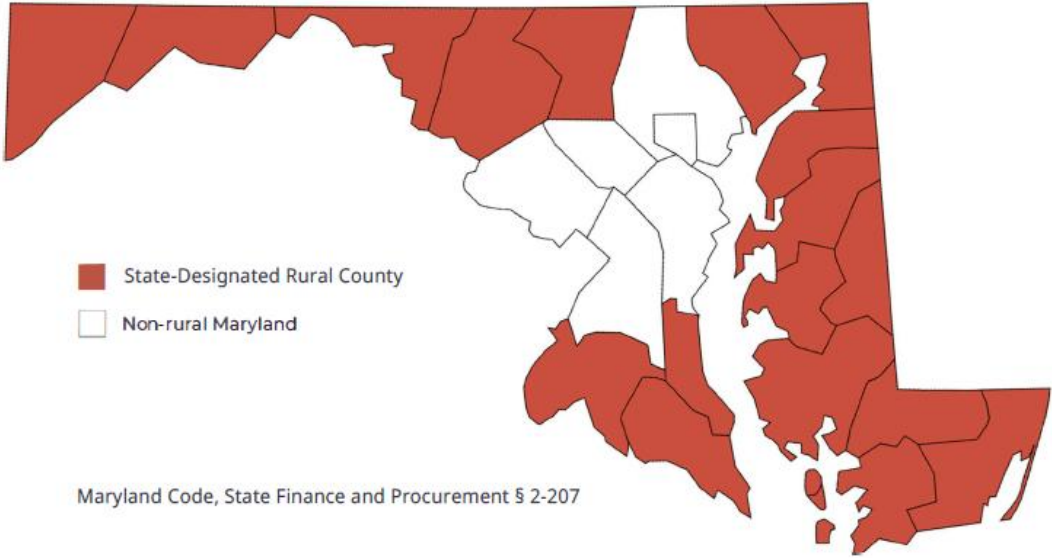 State-Designated Rural County
Non-rural Maryland
Maryland Code, State Finance and Procurement § 2-207